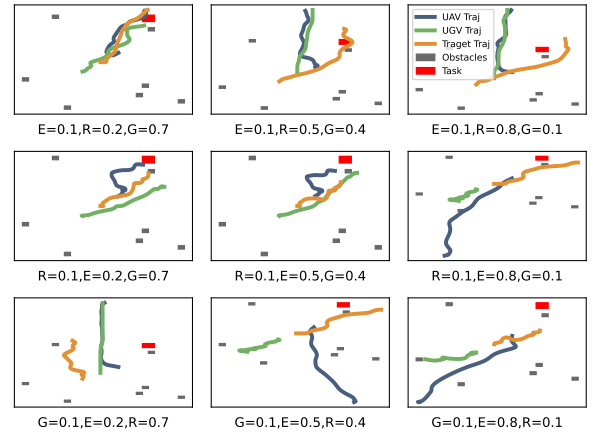 UAV Traj
UGV Traj
Traget Traj
Obstacles
Task
E=0.1,R=0.2,G=0.7
E=0.1,R=0.5,G=0.4
E=0.1,R=0.8,G=0.1
R=0.1,E=0.2,G=0.7
R=0.1,E=0.5,G=0.4
R=0.1,E=0.8,G=0.1
G=0.1,E=0.2,R=0.7
G=0.1,E=0.5,R=0.4
G=0.1,E=0.8,R=0.1